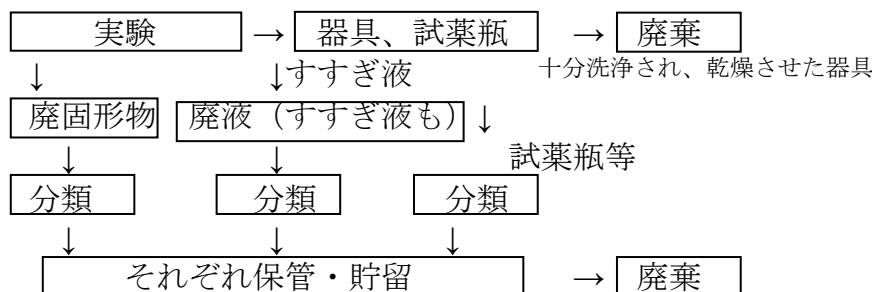 実験 → 器具、試薬瓶 → 廃棄
↓ ↓すすぎ液 十分洗浄され、乾燥させた器具
廃固形物 廃液（すすぎ液も） ↓
↓ ↓ 試薬瓶等
分類 分類 分類
↓ ↓ ↓
それぞれ保管・貯留 → 廃棄